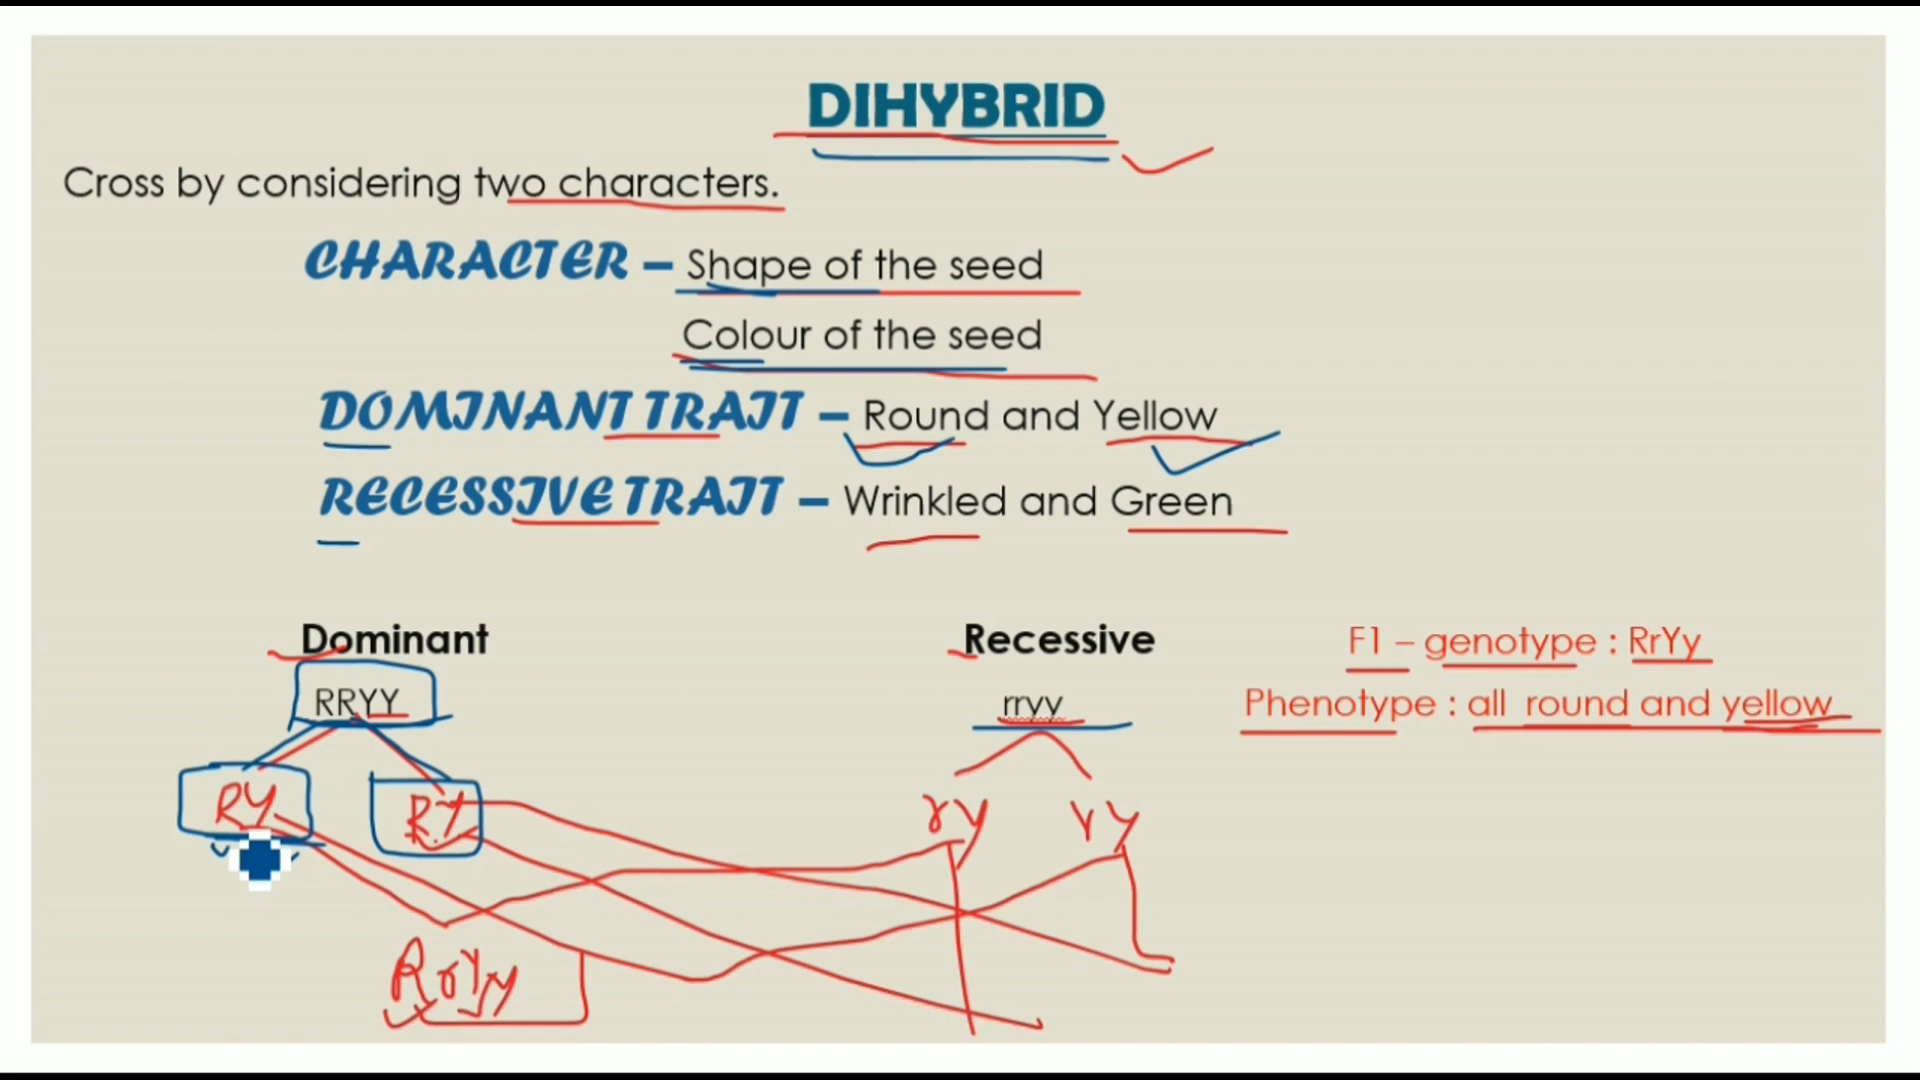 DIHYBRID
Cross by considering two characters.
CHARACTER – Shape of the seed
Colour of the seed
DOMINANT TRAIT – Round and Yellow
RECESSIVE TRAIT – Wrinkled and Green
Dominant
RRYY
RY RY
RrYy
Recessive
rryy
ry ry
F1 – genotype : RrYy
Phenotype : all round and yellow